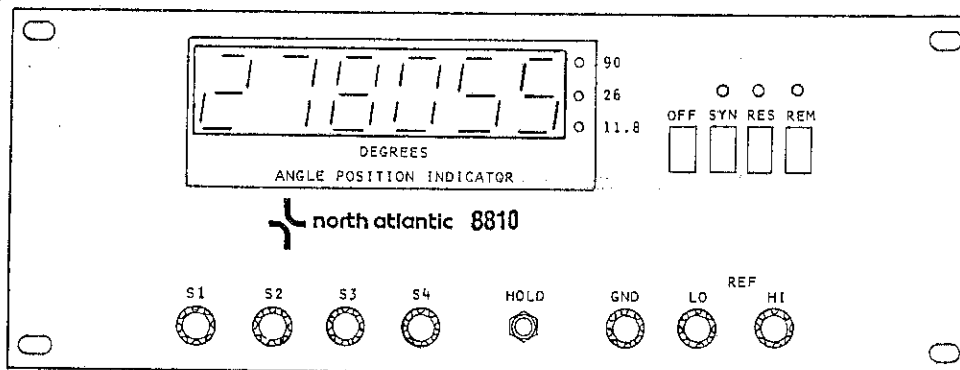 278055
90
26
11.8
DEGREES
ANGLE POSITION INDICATOR
OFF SYN RES REM
north atlantic 8810
S1 S2 S3 S4 HOLD GND LO REF HI